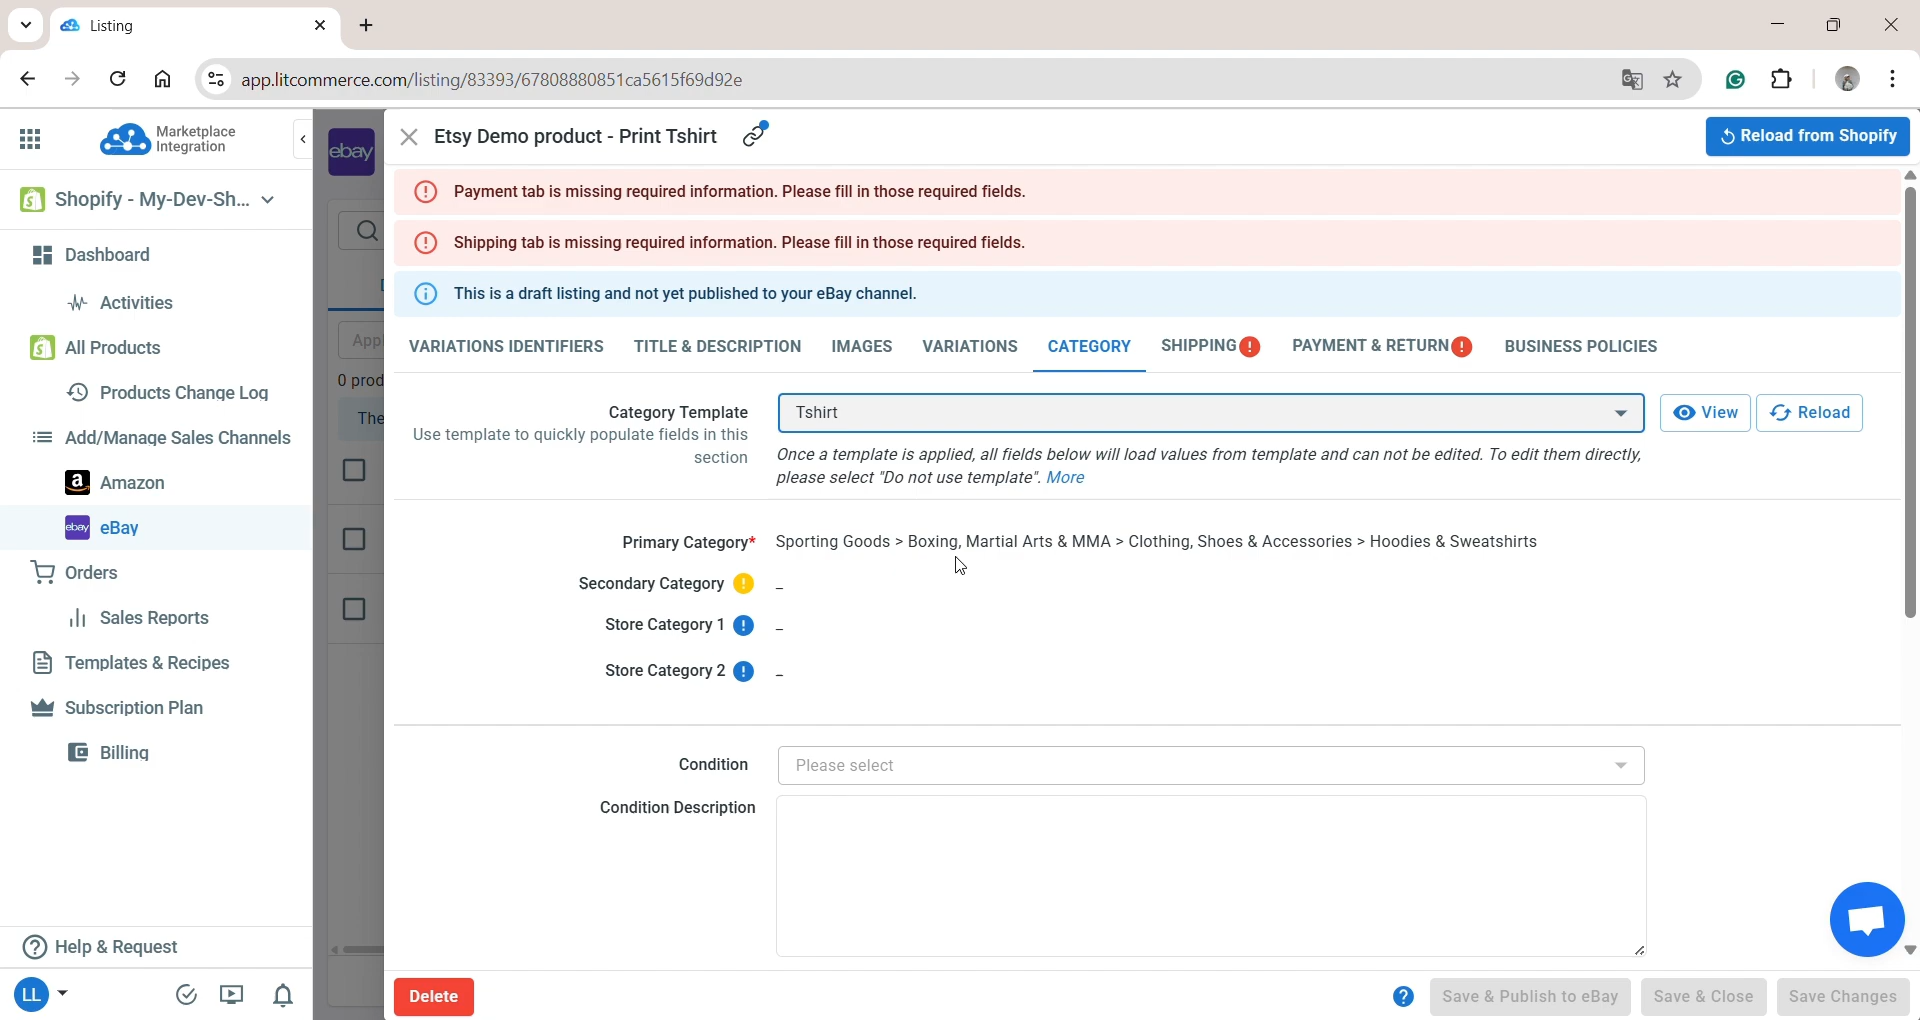 Listing
app.litcommerce.com/listing/83393/67808880851ca5615f69d92e
Marketplace
Integration
ebay
Etsy Demo product - Print Tshirt
Reload from Shopify
Shopify - My-Dev-Sh...
Payment tab is missing required information. Please fill in those required fields.
Shipping tab is missing required information. Please fill in those required fields.
This is a draft listing and not yet published to your eBay channel.
Dashboard
Activities
All Products
Products Change Log
Add/Manage Sales Channels
Amazon
ebay eBay
Orders
Sales Reports
Templates & Recipes
Subscription Plan
Billing
Help & Request
LL
Appl
0 prod
The
VARIATIONS IDENTIFIERS TITLE & DESCRIPTION IMAGES VARIATIONS CATEGORY SHIPPING ! PAYMENT & RETURN ! BUSINESS POLICIES
Category Template Tshirt View Reload
Use template to quickly populate fields in this
section
Once a template is applied, all fields below will load values from template and can not be edited. To edit them directly,
please select "Do not use template". More
Primary Category* Sporting Goods > Boxing, Martial Arts & MMA > Clothing, Shoes & Accessories > Hoodies & Sweatshirts
Secondary Category ! –
Store Category 1 ! –
Store Category 2 ! –
Condition Please select
Condition Description
Delete ? Save & Publish to eBay Save & Close Save Changes